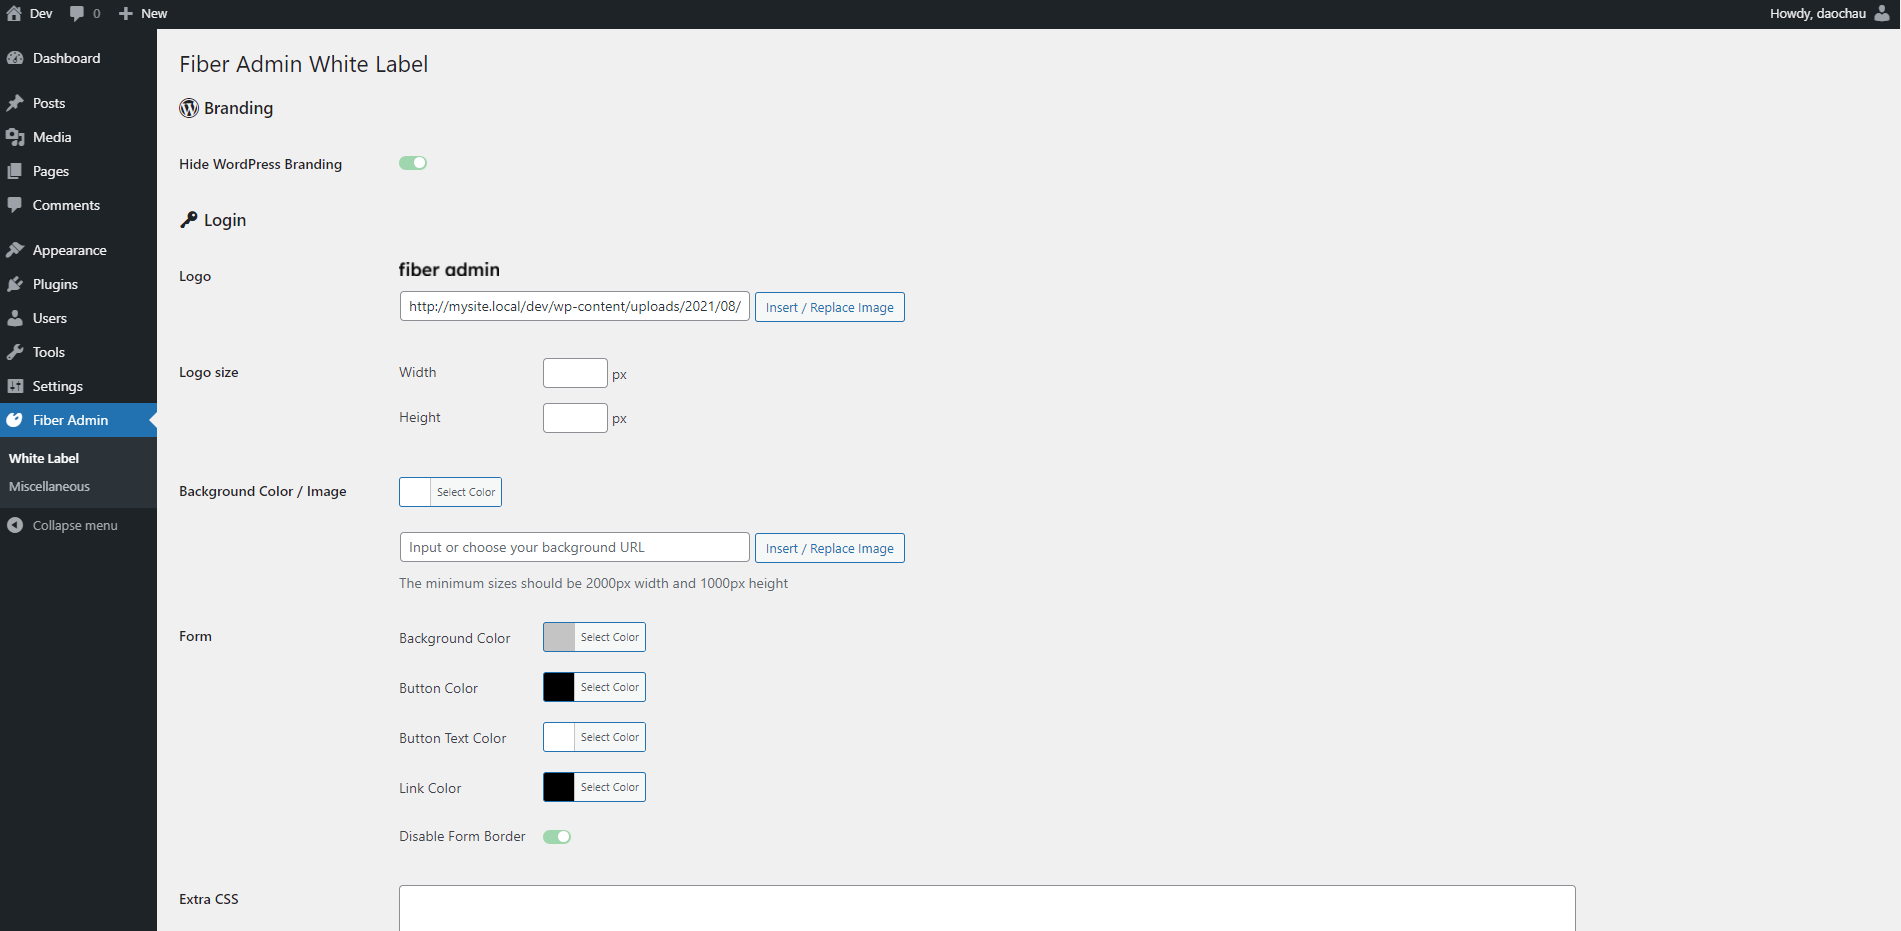 Dev 0 New Howdy, daochau
Dashboard
Posts
Media
Pages
Comments
Appearance
Plugins
Users
Tools
Settings
Fiber Admin
White Label
Miscellaneous
Collapse menu
Fiber Admin White Label
Branding
Hide WordPress Branding
Login
Logo
fiber admin
http://mysite.local/dev/wp-content/uploads/2021/08/ Insert / Replace Image
Logo size
Width px
Height px
Background Color / Image Select Color
Input or choose your background URL Insert / Replace Image
The minimum sizes should be 2000px width and 1000px height
Form
Background Color Select Color
Button Color Select Color
Button Text Color Select Color
Link Color Select Color
Disable Form Border
Extra CSS